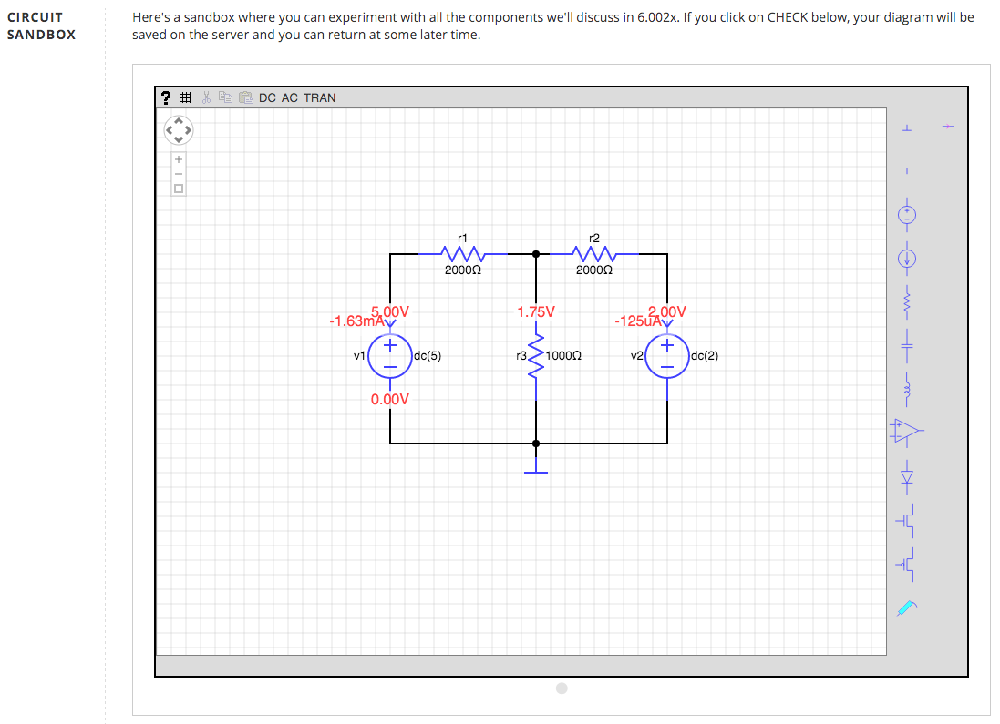 CIRCUIT
SANDBOX
Here's a sandbox where you can experiment with all the components we'll discuss in 6.002x. If you click on CHECK below, your diagram will be
saved on the server and you can return at some later time.
? DC AC TRAN
r1
r2
2000Ω
2000Ω
5.00V
-1.63mA
1.75V
2.00V
-125uA
v1
dc(5)
r3
1000Ω
v2
dc(2)
0.00V